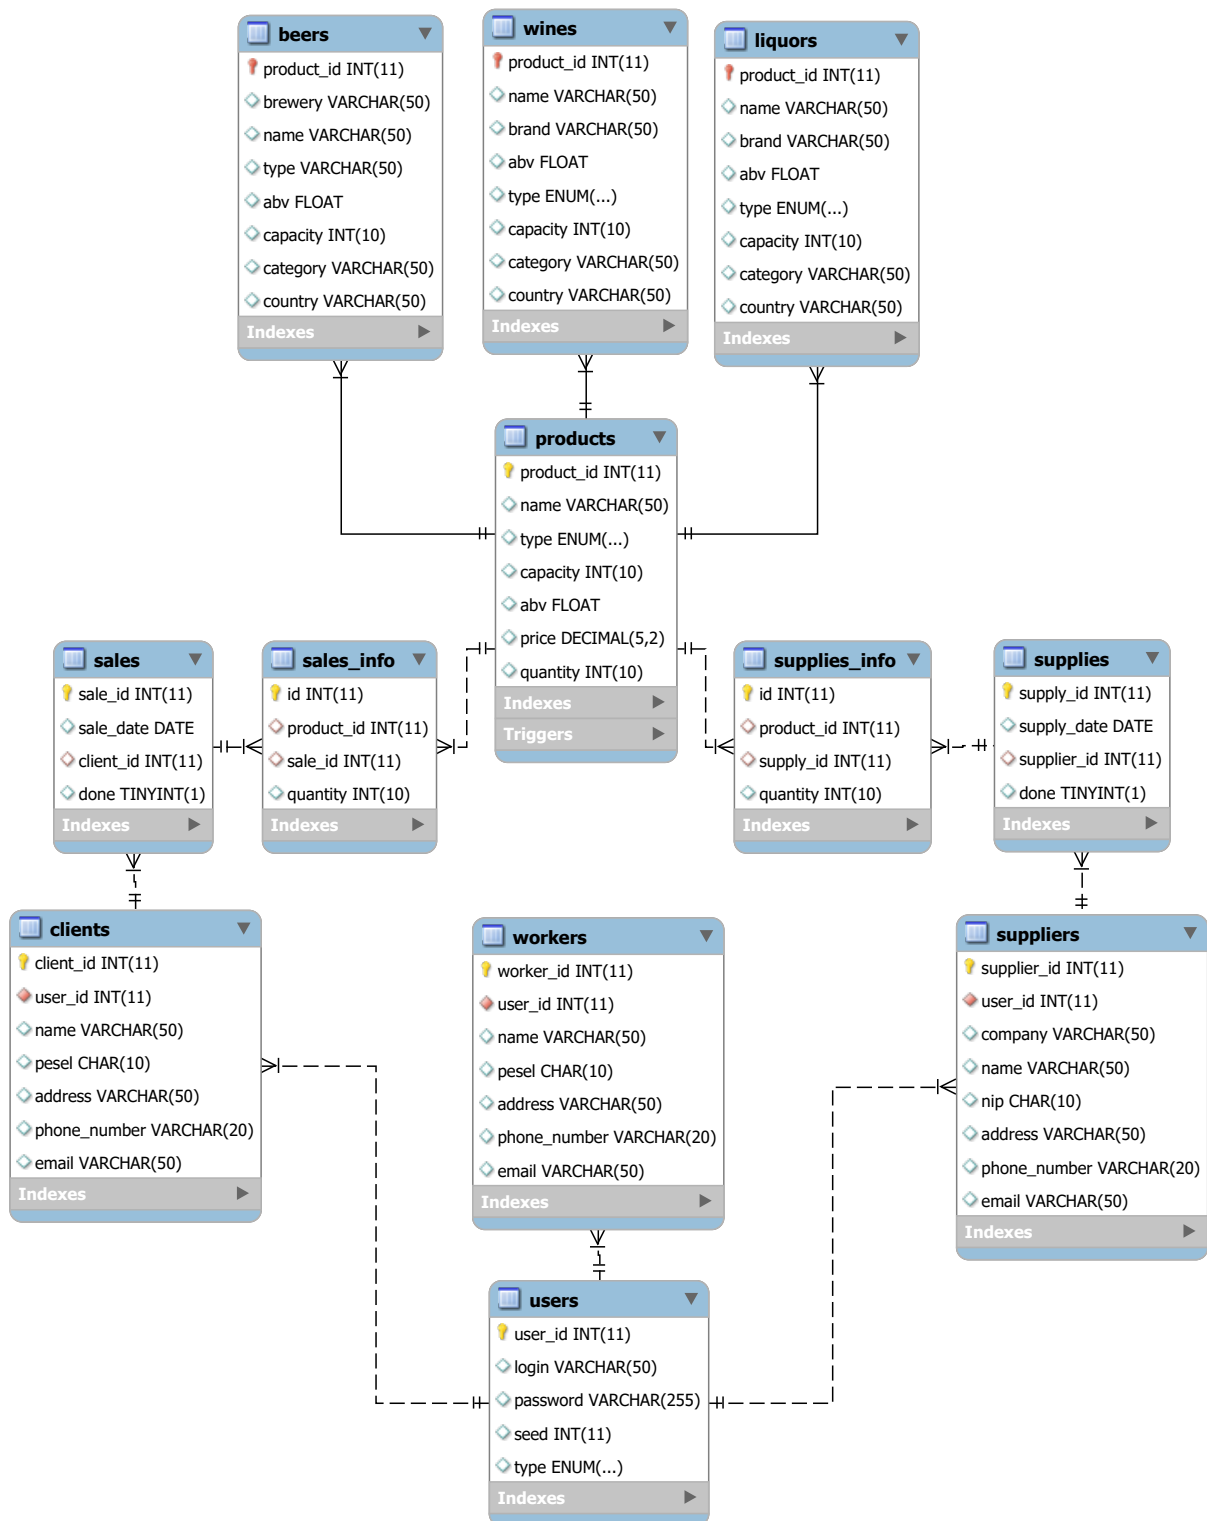 beers
product_id INT(11)
brewery VARCHAR(50)
name VARCHAR(50)
type VARCHAR(50)
abv FLOAT
capacity INT(10)
category VARCHAR(50)
country VARCHAR(50)
Indexes
wines
product_id INT(11)
name VARCHAR(50)
brand VARCHAR(50)
abv FLOAT
type ENUM(...)
capacity INT(10)
category VARCHAR(50)
country VARCHAR(50)
Indexes
liquors
product_id INT(11)
name VARCHAR(50)
brand VARCHAR(50)
abv FLOAT
type ENUM(...)
capacity INT(10)
category VARCHAR(50)
country VARCHAR(50)
Indexes
products
product_id INT(11)
name VARCHAR(50)
type ENUM(...)
capacity INT(10)
abv FLOAT
price DECIMAL(5,2)
quantity INT(10)
Indexes
Triggers
sales
sale_id INT(11)
sale_date DATE
client_id INT(11)
done TINYINT(1)
Indexes
sales_info
id INT(11)
product_id INT(11)
sale_id INT(11)
quantity INT(10)
Indexes
supplies_info
id INT(11)
product_id INT(11)
supply_id INT(11)
quantity INT(10)
Indexes
supplies
supply_id INT(11)
supply_date DATE
supplier_id INT(11)
done TINYINT(1)
Indexes
clients
client_id INT(11)
user_id INT(11)
name VARCHAR(50)
pesel CHAR(10)
address VARCHAR(50)
phone_number VARCHAR(20)
email VARCHAR(50)
Indexes
workers
worker_id INT(11)
user_id INT(11)
name VARCHAR(50)
pesel CHAR(10)
address VARCHAR(50)
phone_number VARCHAR(20)
email VARCHAR(50)
Indexes
suppliers
supplier_id INT(11)
user_id INT(11)
company VARCHAR(50)
name VARCHAR(50)
nip CHAR(10)
address VARCHAR(50)
phone_number VARCHAR(20)
email VARCHAR(50)
Indexes
users
user_id INT(11)
login VARCHAR(50)
password VARCHAR(255)
seed INT(11)
type ENUM(...)
Indexes